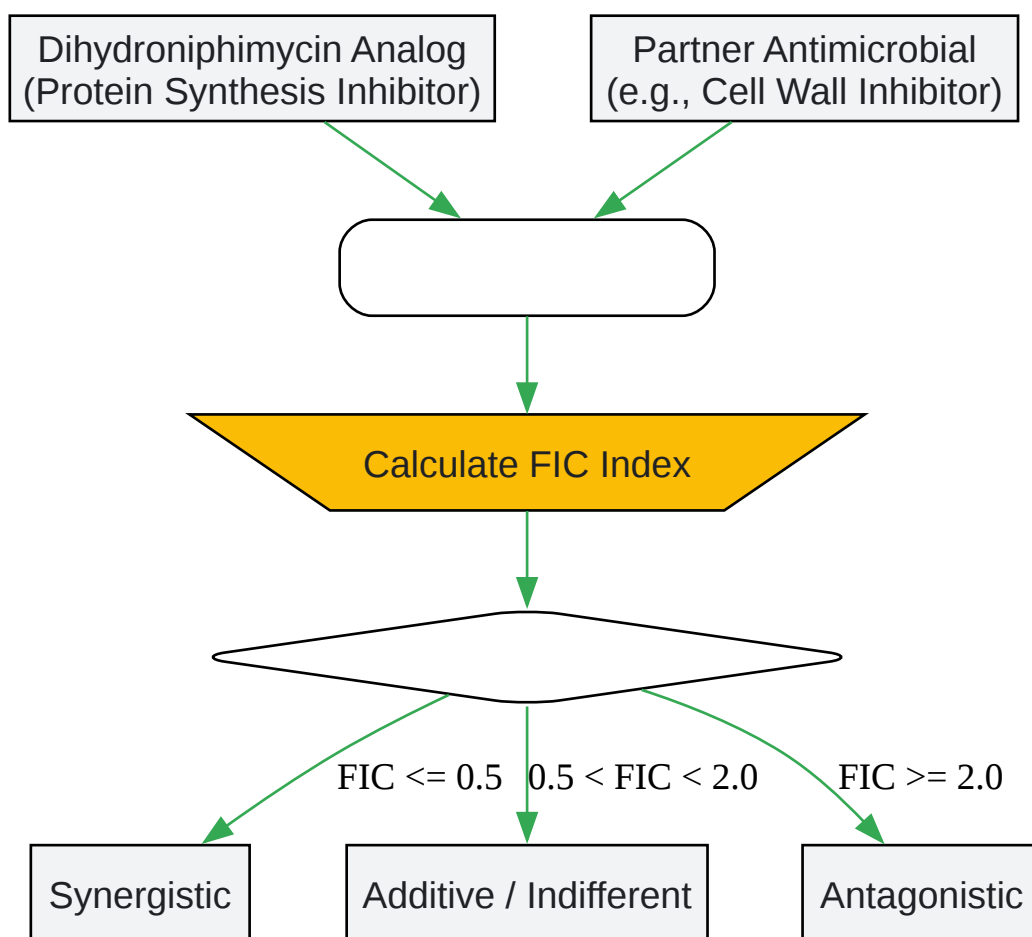 Dihydroniphimycin Analog
(Protein Synthesis Inhibitor)
Partner Antimicrobial
(e.g., Cell Wall Inhibitor)
Calculate FIC Index
FIC <= 0.5
0.5 < FIC < 2.0
FIC >= 2.0
Synergistic
Additive / Indifferent
Antagonistic